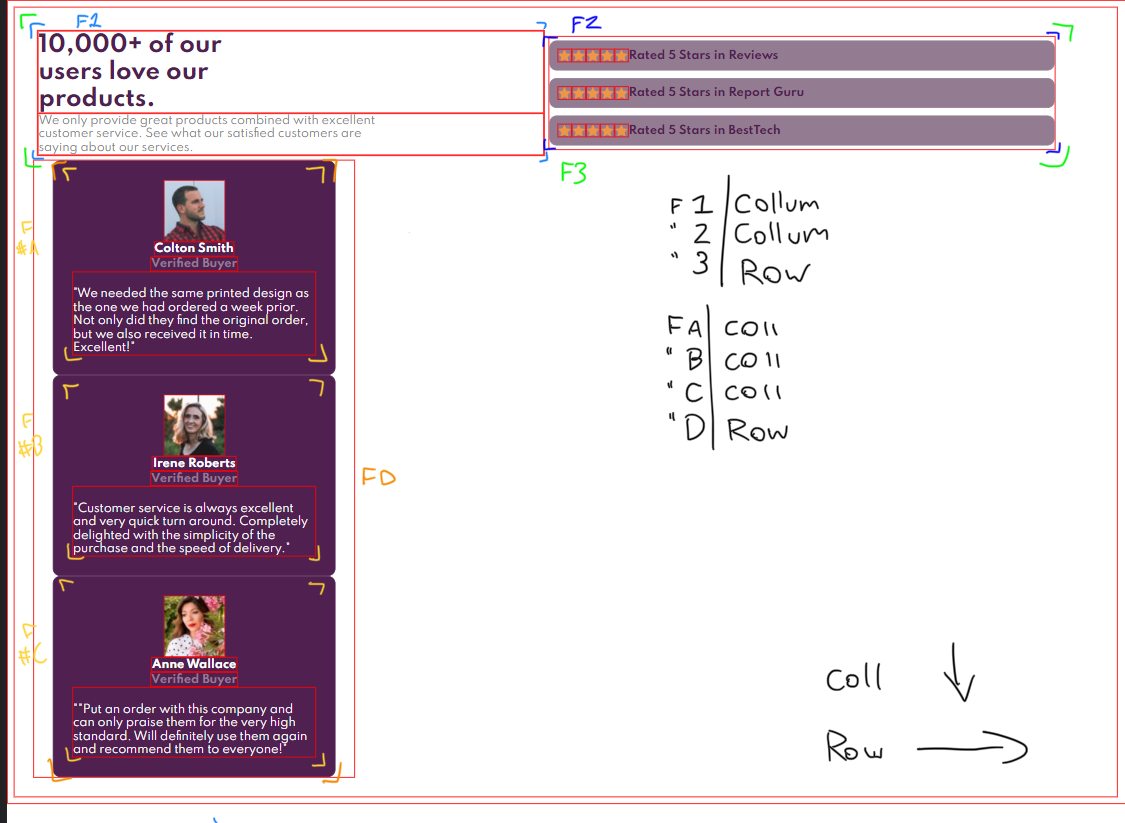 F1
F2
10,000+ of our
users love our
products.
We only provide great products combined with excellent
customer service. See what our satisfied customers are
saying about our services.
Rated 5 Stars in Reviews
Rated 5 Stars in Report Guru
Rated 5 Stars in BestTech
F3
F 1 Collum
" 2 Collum
" 3 Row
F A coll
" B coll
" C coll
" D Row
F
#A
Colton Smith
Verified Buyer
"We needed the same printed design as
the one we had ordered a week prior.
Not only did they find the original order,
but we also received it in time.
Excellent!"
F
#B
Irene Roberts
Verified Buyer
"Customer service is always excellent
and very quick turn around. Completely
delighted with the simplicity of the
purchase and the speed of delivery."
FD
F
#C
Anne Wallace
Verified Buyer
""Put an order with this company and
can only praise them for the very high
standard. Will definitely use them again
and recommend them to everyone!"
coll
Row